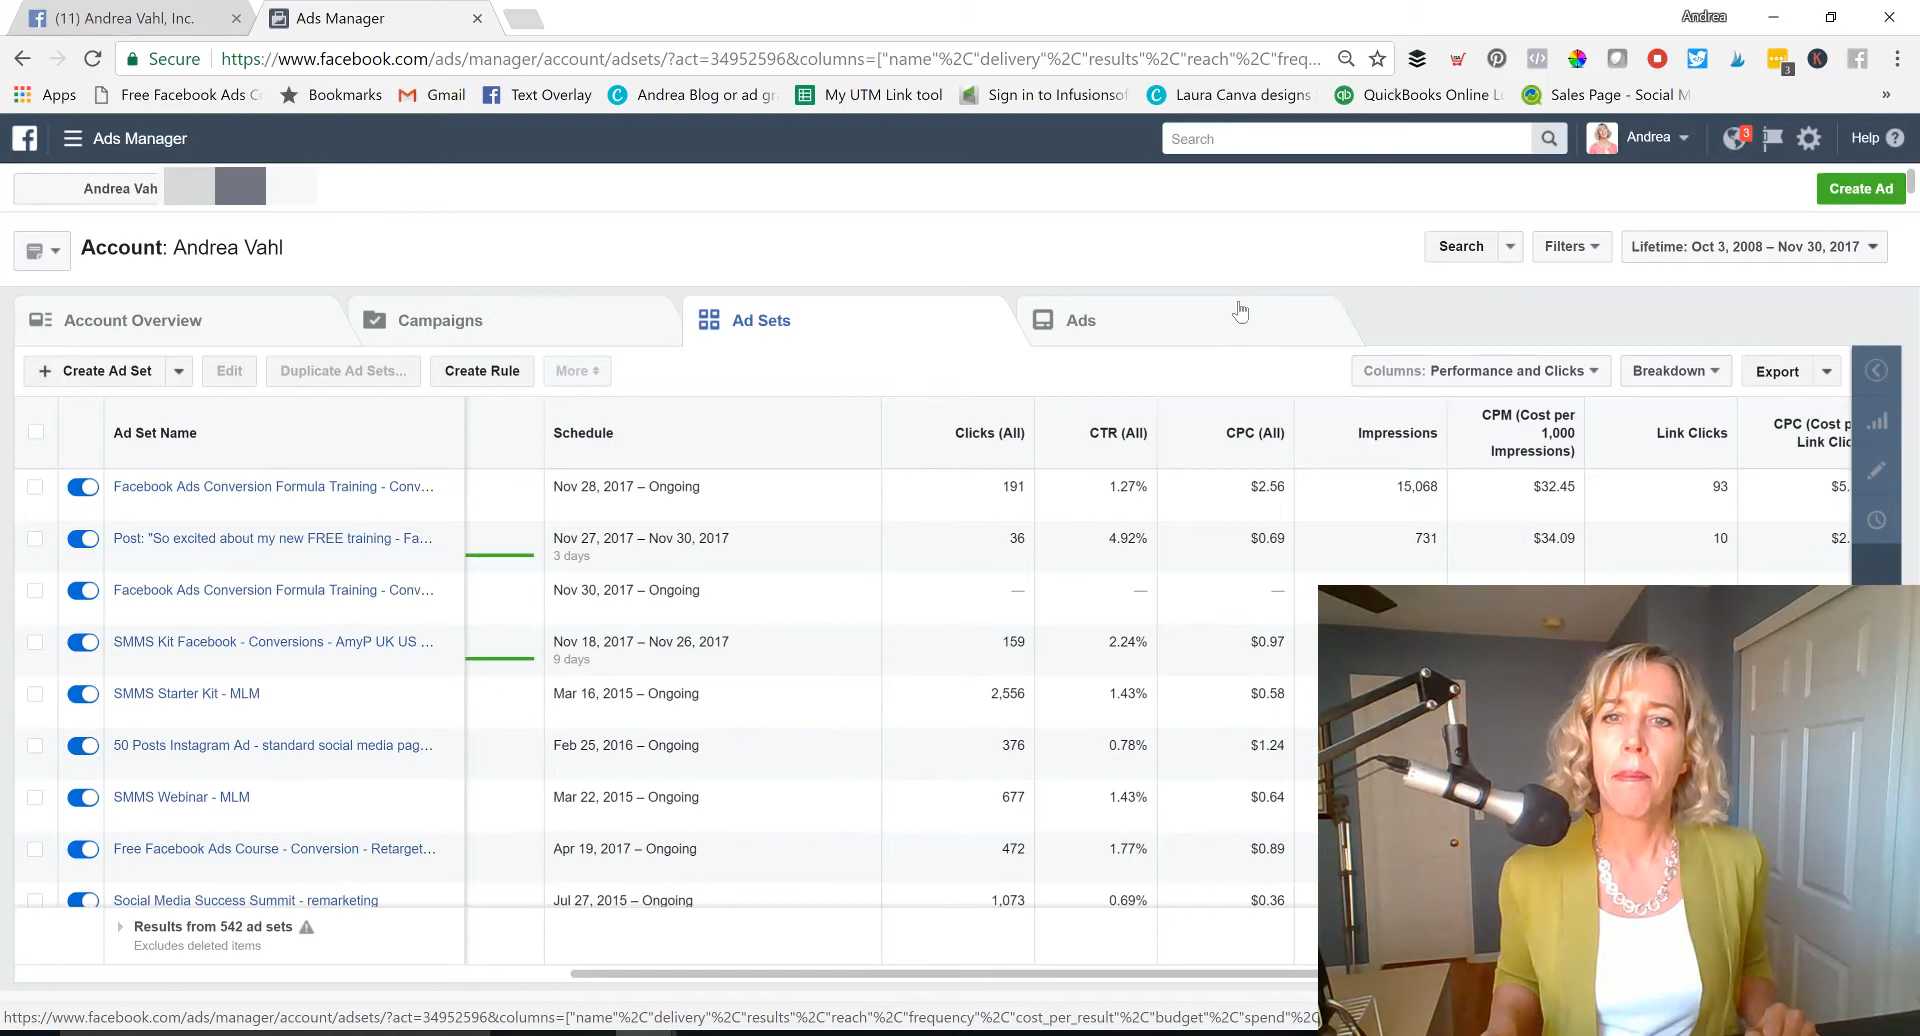 (11) Andrea Vahl, Inc.
Ads Manager
Andrea
Secure
https://www.facebook.com/ads/manager/account/adsets/?act=34952596&columns=["name"%2C"delivery"%2C"results"%2C"reach"%2C"freq...
3
Apps
Free Facebook Ads C
Bookmarks
Gmail
Text Overlay
Andrea Blog or ad gr
My UTM Link tool
Sign in to Infusionsof
Laura Canva designs
QuickBooks Online Lo
Sales Page - Social M
»
Ads Manager
Search
Andrea
3
Help
Andrea Vah
Create Ad
Account: Andrea Vahl
Search
Filters
Lifetime: Oct 3, 2008 – Nov 30, 2017
Account Overview
Campaigns
Ad Sets
Ads
+ Create Ad Set
Edit
Duplicate Ad Sets...
Create Rule
More
Columns: Performance and Clicks
Breakdown
Export
Ad Set Name
Schedule
Clicks (All)
CTR (All)
CPC (All)
Impressions
CPM (Cost per
1,000
Impressions)
Link Clicks
CPC (Cost p
Link Clic
Facebook Ads Conversion Formula Training - Conv...
Nov 28, 2017 – Ongoing
191
1.27%
$2.56
15,068
$32.45
93
$5.
Post: "So excited about my new FREE training - Fa...
Nov 27, 2017 – Nov 30, 2017
3 days
36
4.92%
$0.69
731
$34.09
10
$2.
Facebook Ads Conversion Formula Training - Conv...
Nov 30, 2017 – Ongoing
—
—
—
SMMS Kit Facebook - Conversions - AmyP UK US ...
Nov 18, 2017 – Nov 26, 2017
9 days
159
2.24%
$0.97
SMMS Starter Kit - MLM
Mar 16, 2015 – Ongoing
2,556
1.43%
$0.58
50 Posts Instagram Ad - standard social media pag...
Feb 25, 2016 – Ongoing
376
0.78%
$1.24
SMMS Webinar - MLM
Mar 22, 2015 – Ongoing
677
1.43%
$0.64
Free Facebook Ads Course - Conversion - Retarget...
Apr 19, 2017 – Ongoing
472
1.77%
$0.89
Social Media Success Summit - remarketing
Jul 27, 2015 – Ongoing
1,073
0.69%
$0.36
Results from 542 ad sets
Excludes deleted items
https://www.facebook.com/ads/manager/account/adsets/?act=34952596&columns=["name"%2C"delivery"%2C"results"%2C"reach"%2C"frequency"%2C"cost_per_result"%2C"budget"%2C"spend"%2C